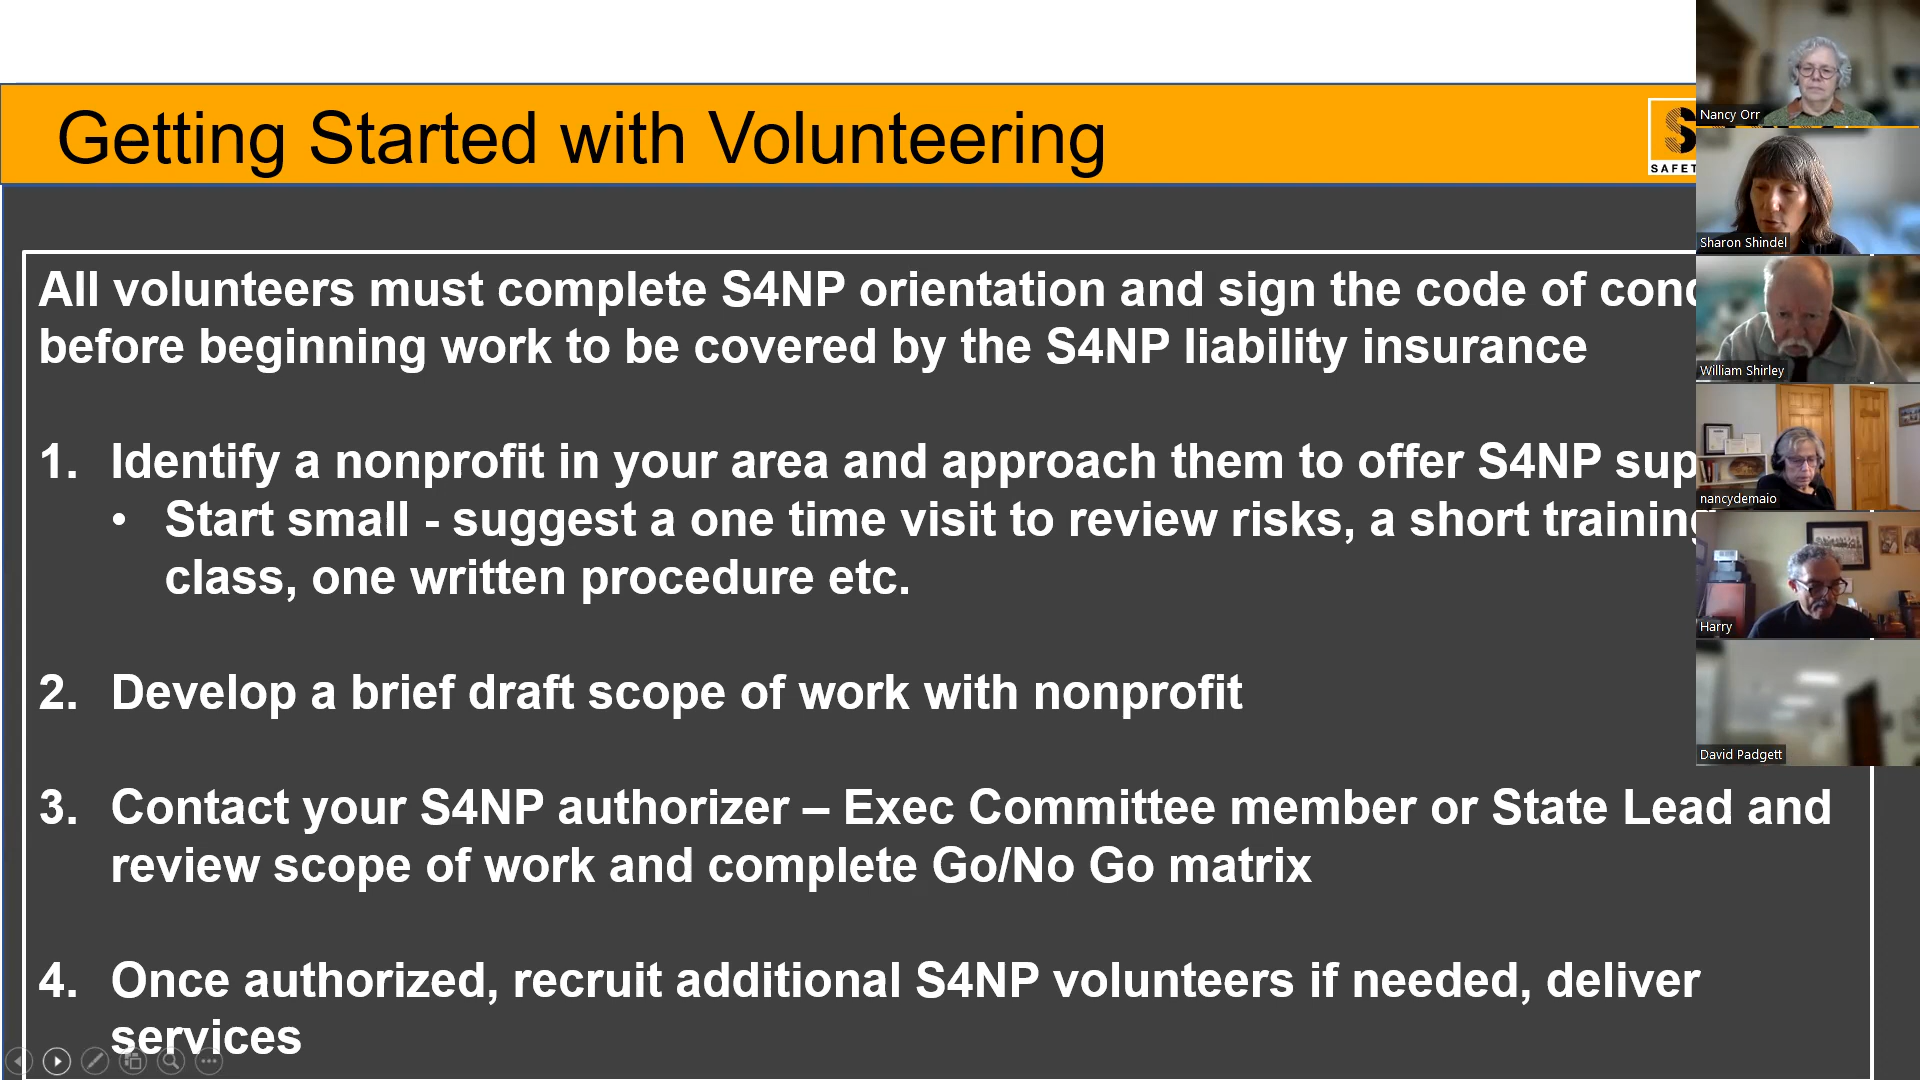 Getting Started with Volunteering
S
SAFET
All volunteers must complete S4NP orientation and sign the code of
before beginning work to be covered by the S4NP liability insurance
1. Identify a nonprofit in your area and approach them to offer S4NP
• Start small - suggest a one time visit to review risks, a short training
class, one written procedure etc.
2. Develop a brief draft scope of work with nonprofit
3. Contact your S4NP authorizer – Exec Committee member or State Lead and
review scope of work and complete Go/No Go matrix
4. Once authorized, recruit additional S4NP volunteers if needed, deliver
services
Nancy Orr
Sharon Shindel
William Shirley
nancydemaio
Harry
David Padgett